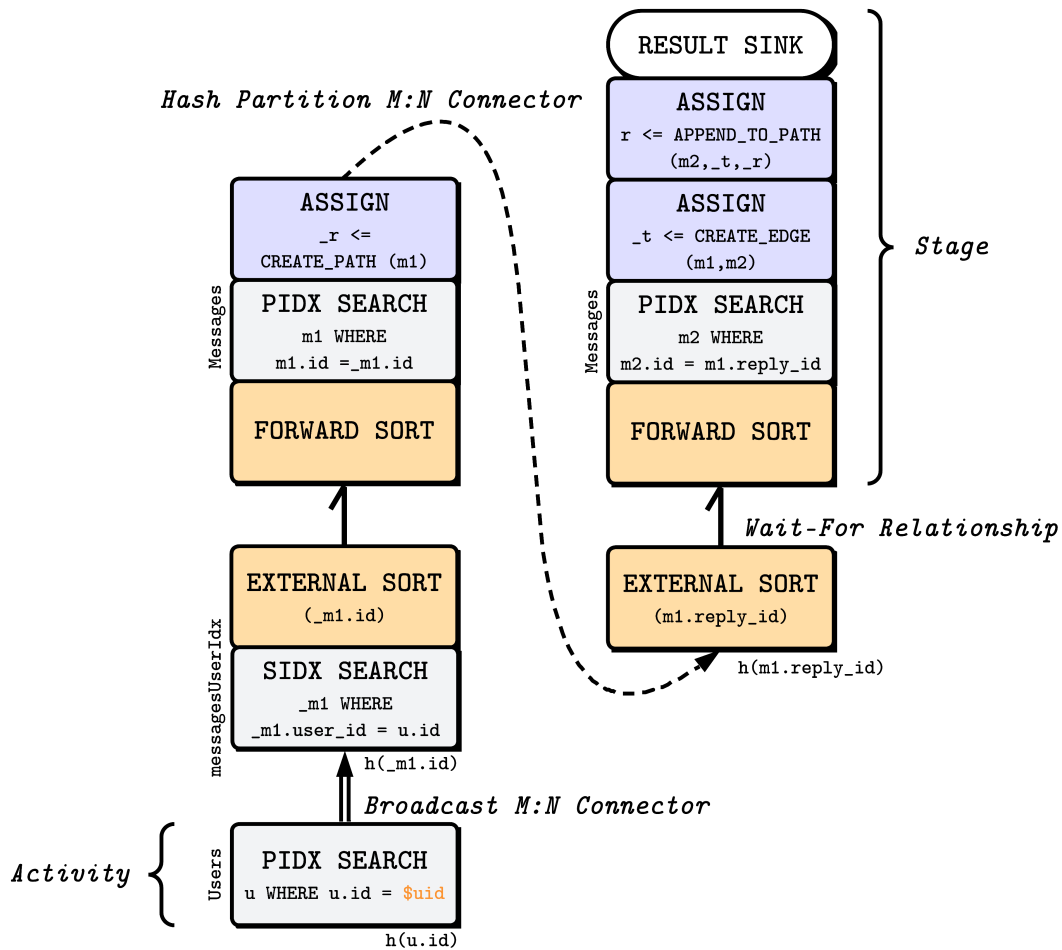 RESULT SINK
Hash Partition M:N Connector
ASSIGN
r <= APPEND_TO_PATH
(m2,_t,_r)
ASSIGN
_r <=
CREATE_PATH (m1)
ASSIGN
_t <= CREATE_EDGE
(m1,m2)
Stage
Messages
PIDX SEARCH
m1 WHERE
m1.id =_m1.id
Messages
PIDX SEARCH
m2 WHERE
m2.id = m1.reply_id
FORWARD SORT
FORWARD SORT
Wait-For Relationship
EXTERNAL SORT
(_m1.id)
EXTERNAL SORT
(m1.reply_id)
h(m1.reply_id)
messagesUserIdx
SIDX SEARCH
_m1 WHERE
_m1.user_id = u.id
h(_m1.id)
Broadcast M:N Connector
Activity
Users
PIDX SEARCH
u WHERE u.id = $uid
h(u.id)